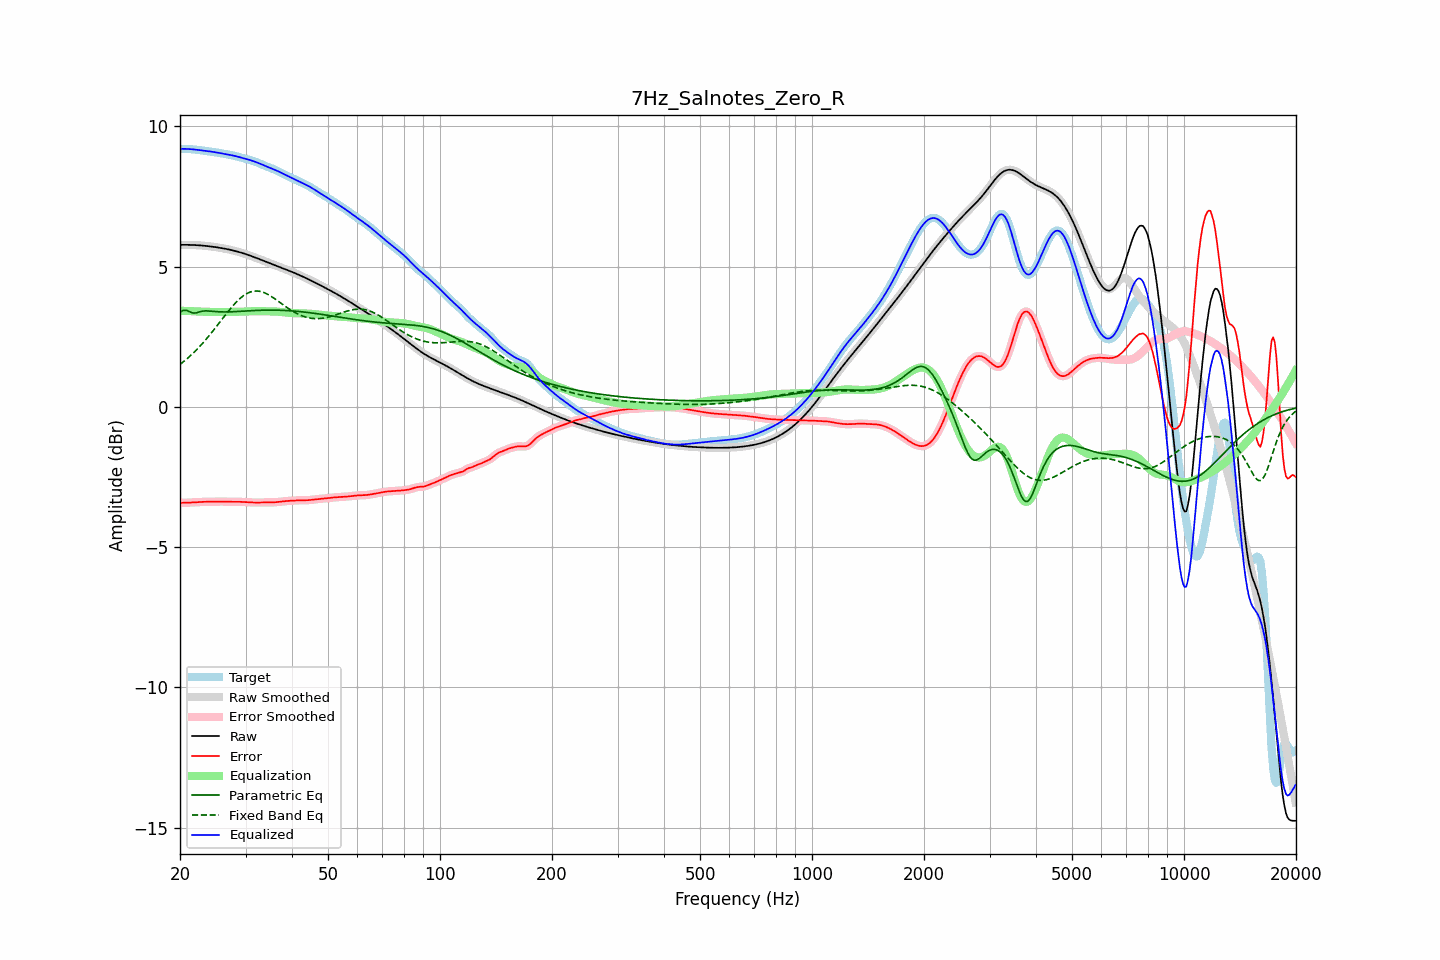 7Hz_Salnotes_Zero_R
10
5
0
−5
−10
−15
Amplitude (dBr)
Target
Raw Smoothed
Error Smoothed
Raw
Error
Equalization
Parametric Eq
Fixed Band Eq
Equalized
20 50 100 200 500 1000 2000 5000 10000 20000
Frequency (Hz)